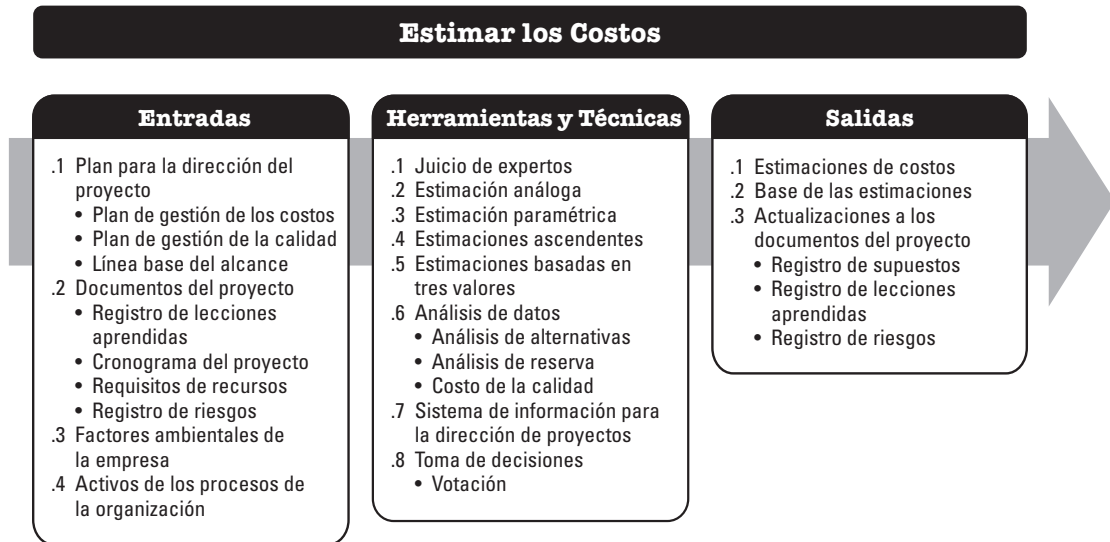 Estimar los Costos
Entradas
.1 Plan para la dirección del
proyecto
• Plan de gestión de los costos
• Plan de gestión de la calidad
• Línea base del alcance
.2 Documentos del proyecto
• Registro de lecciones
aprendidas
• Cronograma del proyecto
• Requisitos de recursos
• Registro de riesgos
.3 Factores ambientales de
la empresa
.4 Activos de los procesos de
la organización
Herramientas y Técnicas
.1 Juicio de expertos
.2 Estimación análoga
.3 Estimación paramétrica
.4 Estimaciones ascendentes
.5 Estimaciones basadas en
tres valores
.6 Análisis de datos
• Análisis de alternativas
• Análisis de reserva
• Costo de la calidad
.7 Sistema de información para
la dirección de proyectos
.8 Toma de decisiones
• Votación
Salidas
.1 Estimaciones de costos
.2 Base de las estimaciones
.3 Actualizaciones a los
documentos del proyecto
• Registro de supuestos
• Registro de lecciones
aprendidas
• Registro de riesgos